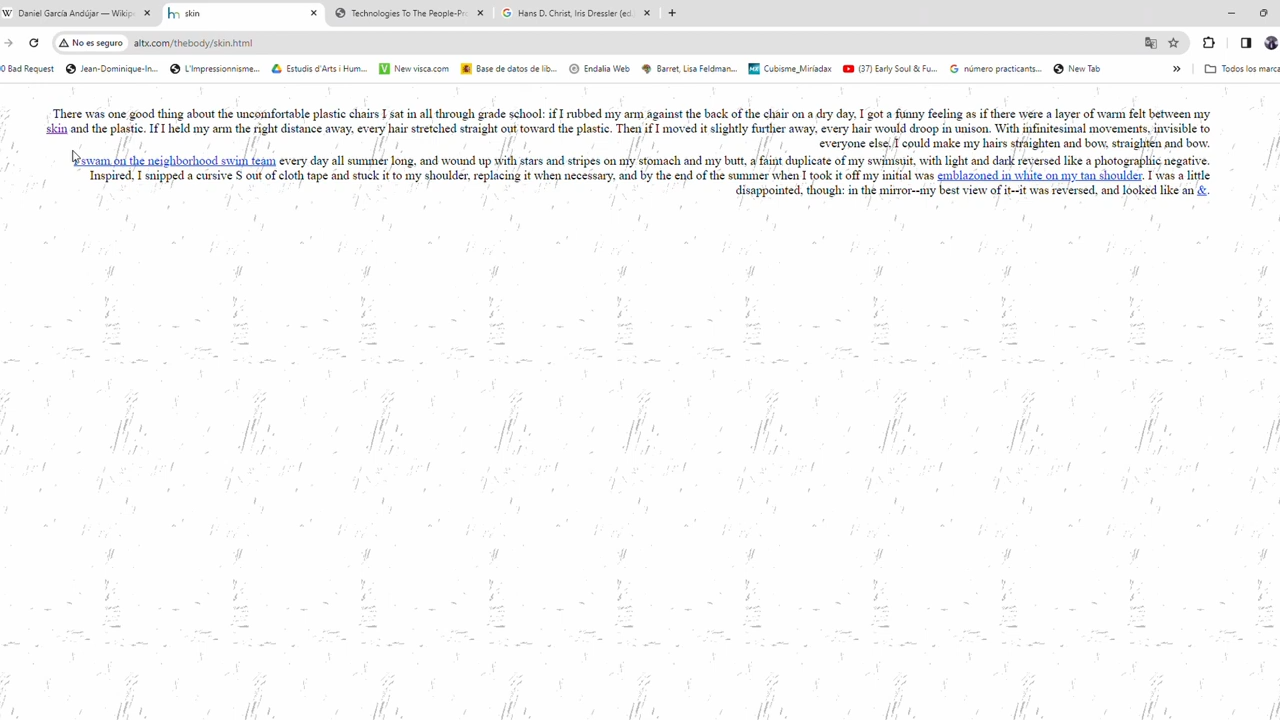 Daniel García Andújar — Wikip
skin
Technologies To The People-Pr
Hans D. Christ, Iris Dressler (ed.
No es seguro
altx.com/thebody/skin.html
00 Bad Request
Jean-Dominique-In...
L'Impressionnisme...
Estudis d'Arts i Hum...
New visca.com
Base de datos de lib...
Endalia Web
Barret, Lisa Feldman...
Cubisme_Miríadax
(37) Early Soul & Fu...
número practicants...
New Tab
»
Todos los marca
There was one good thing about the uncomfortable plastic chairs I sat in all through grade school: if I rubbed my arm against the back of the chair on a dry day, I got a funny feeling as if there were a layer of warm felt between my
skin and the plastic. If I held my arm the right distance away, every hair stretched straight out toward the plastic. Then if I moved it slightly further away, every hair would droop in unison. With infinitesimal movements, invisible to
everyone else, I could make my hairs straighten and bow, straighten and bow.
I swam on the neighborhood swim team every day all summer long, and wound up with stars and stripes on my stomach and my butt, a faint duplicate of my swimsuit, with light and dark reversed like a photographic negative.
Inspired, I snipped a cursive S out of cloth tape and stuck it to my shoulder, replacing it when necessary, and by the end of the summer when I took it off my initial was emblazoned in white on my tan shoulder. I was a little
disappointed, though: in the mirror--my best view of it--it was reversed, and looked like an &.